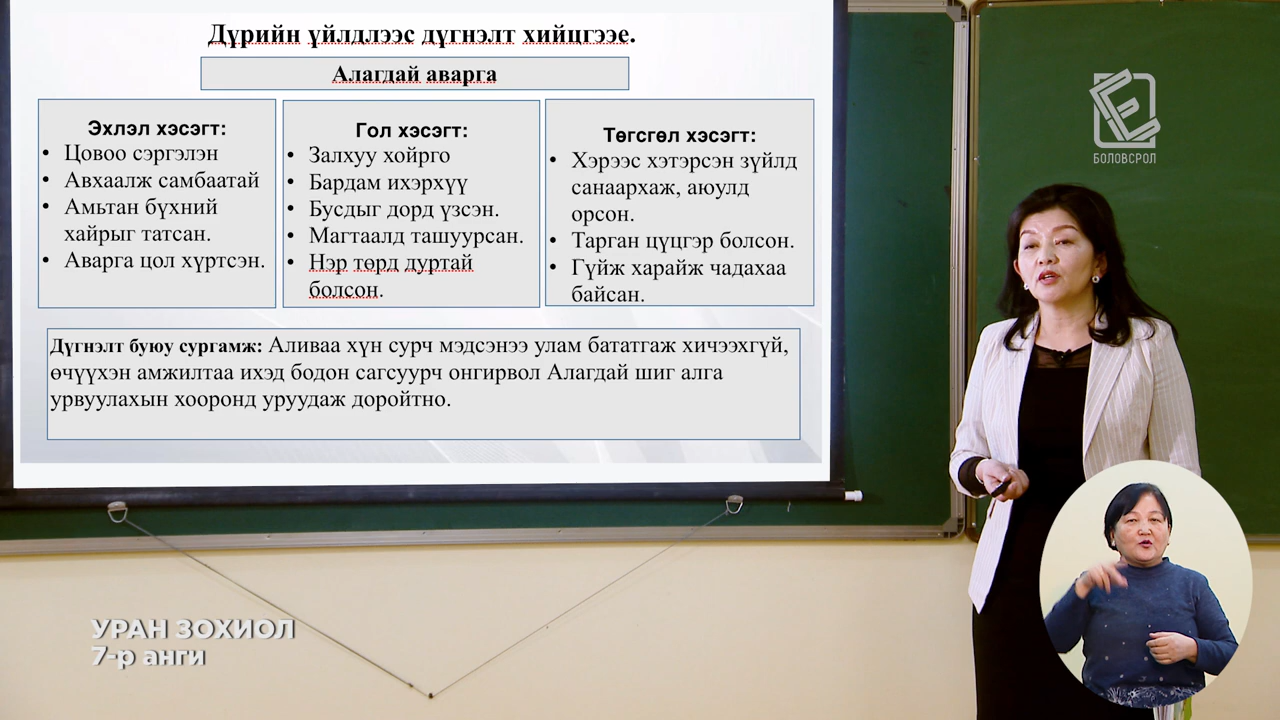 Дүрийн үйлдлээс дүгнэлт хийцгээе.
Алагдай аварга
Эхлэл хэсэгт:
• Цовоо сэргэлэн
• Авхаалж самбаатай
• Амьтан бүхний
хайрыг татсан.
• Аварга цол хүртсэн.
Гол хэсэгт:
• Залхуу хойрго
• Бардам ихэрхүү
• Бусдыг дорд үзсэн.
• Магтаалд ташуурсан.
• Нэр төрд дуртай
болсон.
Төгсгөл хэсэгт:
• Хэрээс хэтэрсэн зүйлд
санаархаж, аюулд
орсон.
• Тарган цүцгэр болсон.
• Гүйж харайж чадахаа
байсан.
Дүгнэлт буюу сургамж: Аливаа хүн сурч мэдсэнээ улам бататгаж хичээхгүй,
өчүүхэн амжилтаа ихэд бодон сагсуурч онгирвол Алагдай шиг алга
урвуулахын хооронд уруудаж доройтно.
БОЛОВСРОЛ
УРАН ЗОХИОЛ
7-р анги